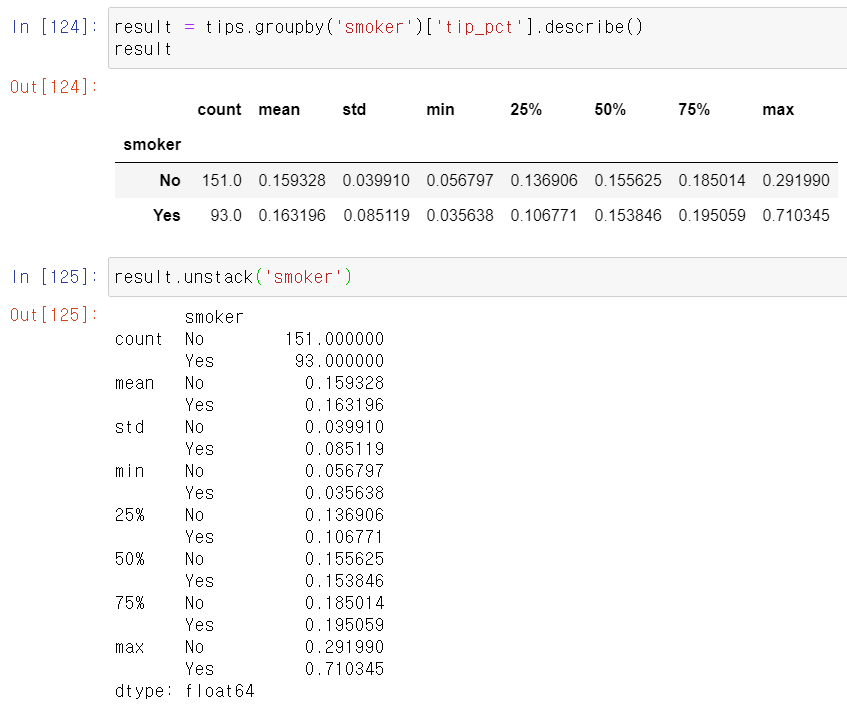 In [124]: result = tips.groupby('smoker')['tip_pct'].describe()
result
Out[124]:
count mean std min 25% 50% 75% max
smoker
No 151.0 0.159328 0.039910 0.056797 0.136906 0.155625 0.185014 0.291990
Yes 93.0 0.163196 0.085119 0.035638 0.106771 0.153846 0.195059 0.710345
In [125]: result.unstack('smoker')
Out[125]: smoker
count No 151.000000
Yes 93.000000
mean No 0.159328
Yes 0.163196
std No 0.039910
Yes 0.085119
min No 0.056797
Yes 0.035638
25% No 0.136906
Yes 0.106771
50% No 0.155625
Yes 0.153846
75% No 0.185014
Yes 0.195059
max No 0.291990
Yes 0.710345
dtype: float64